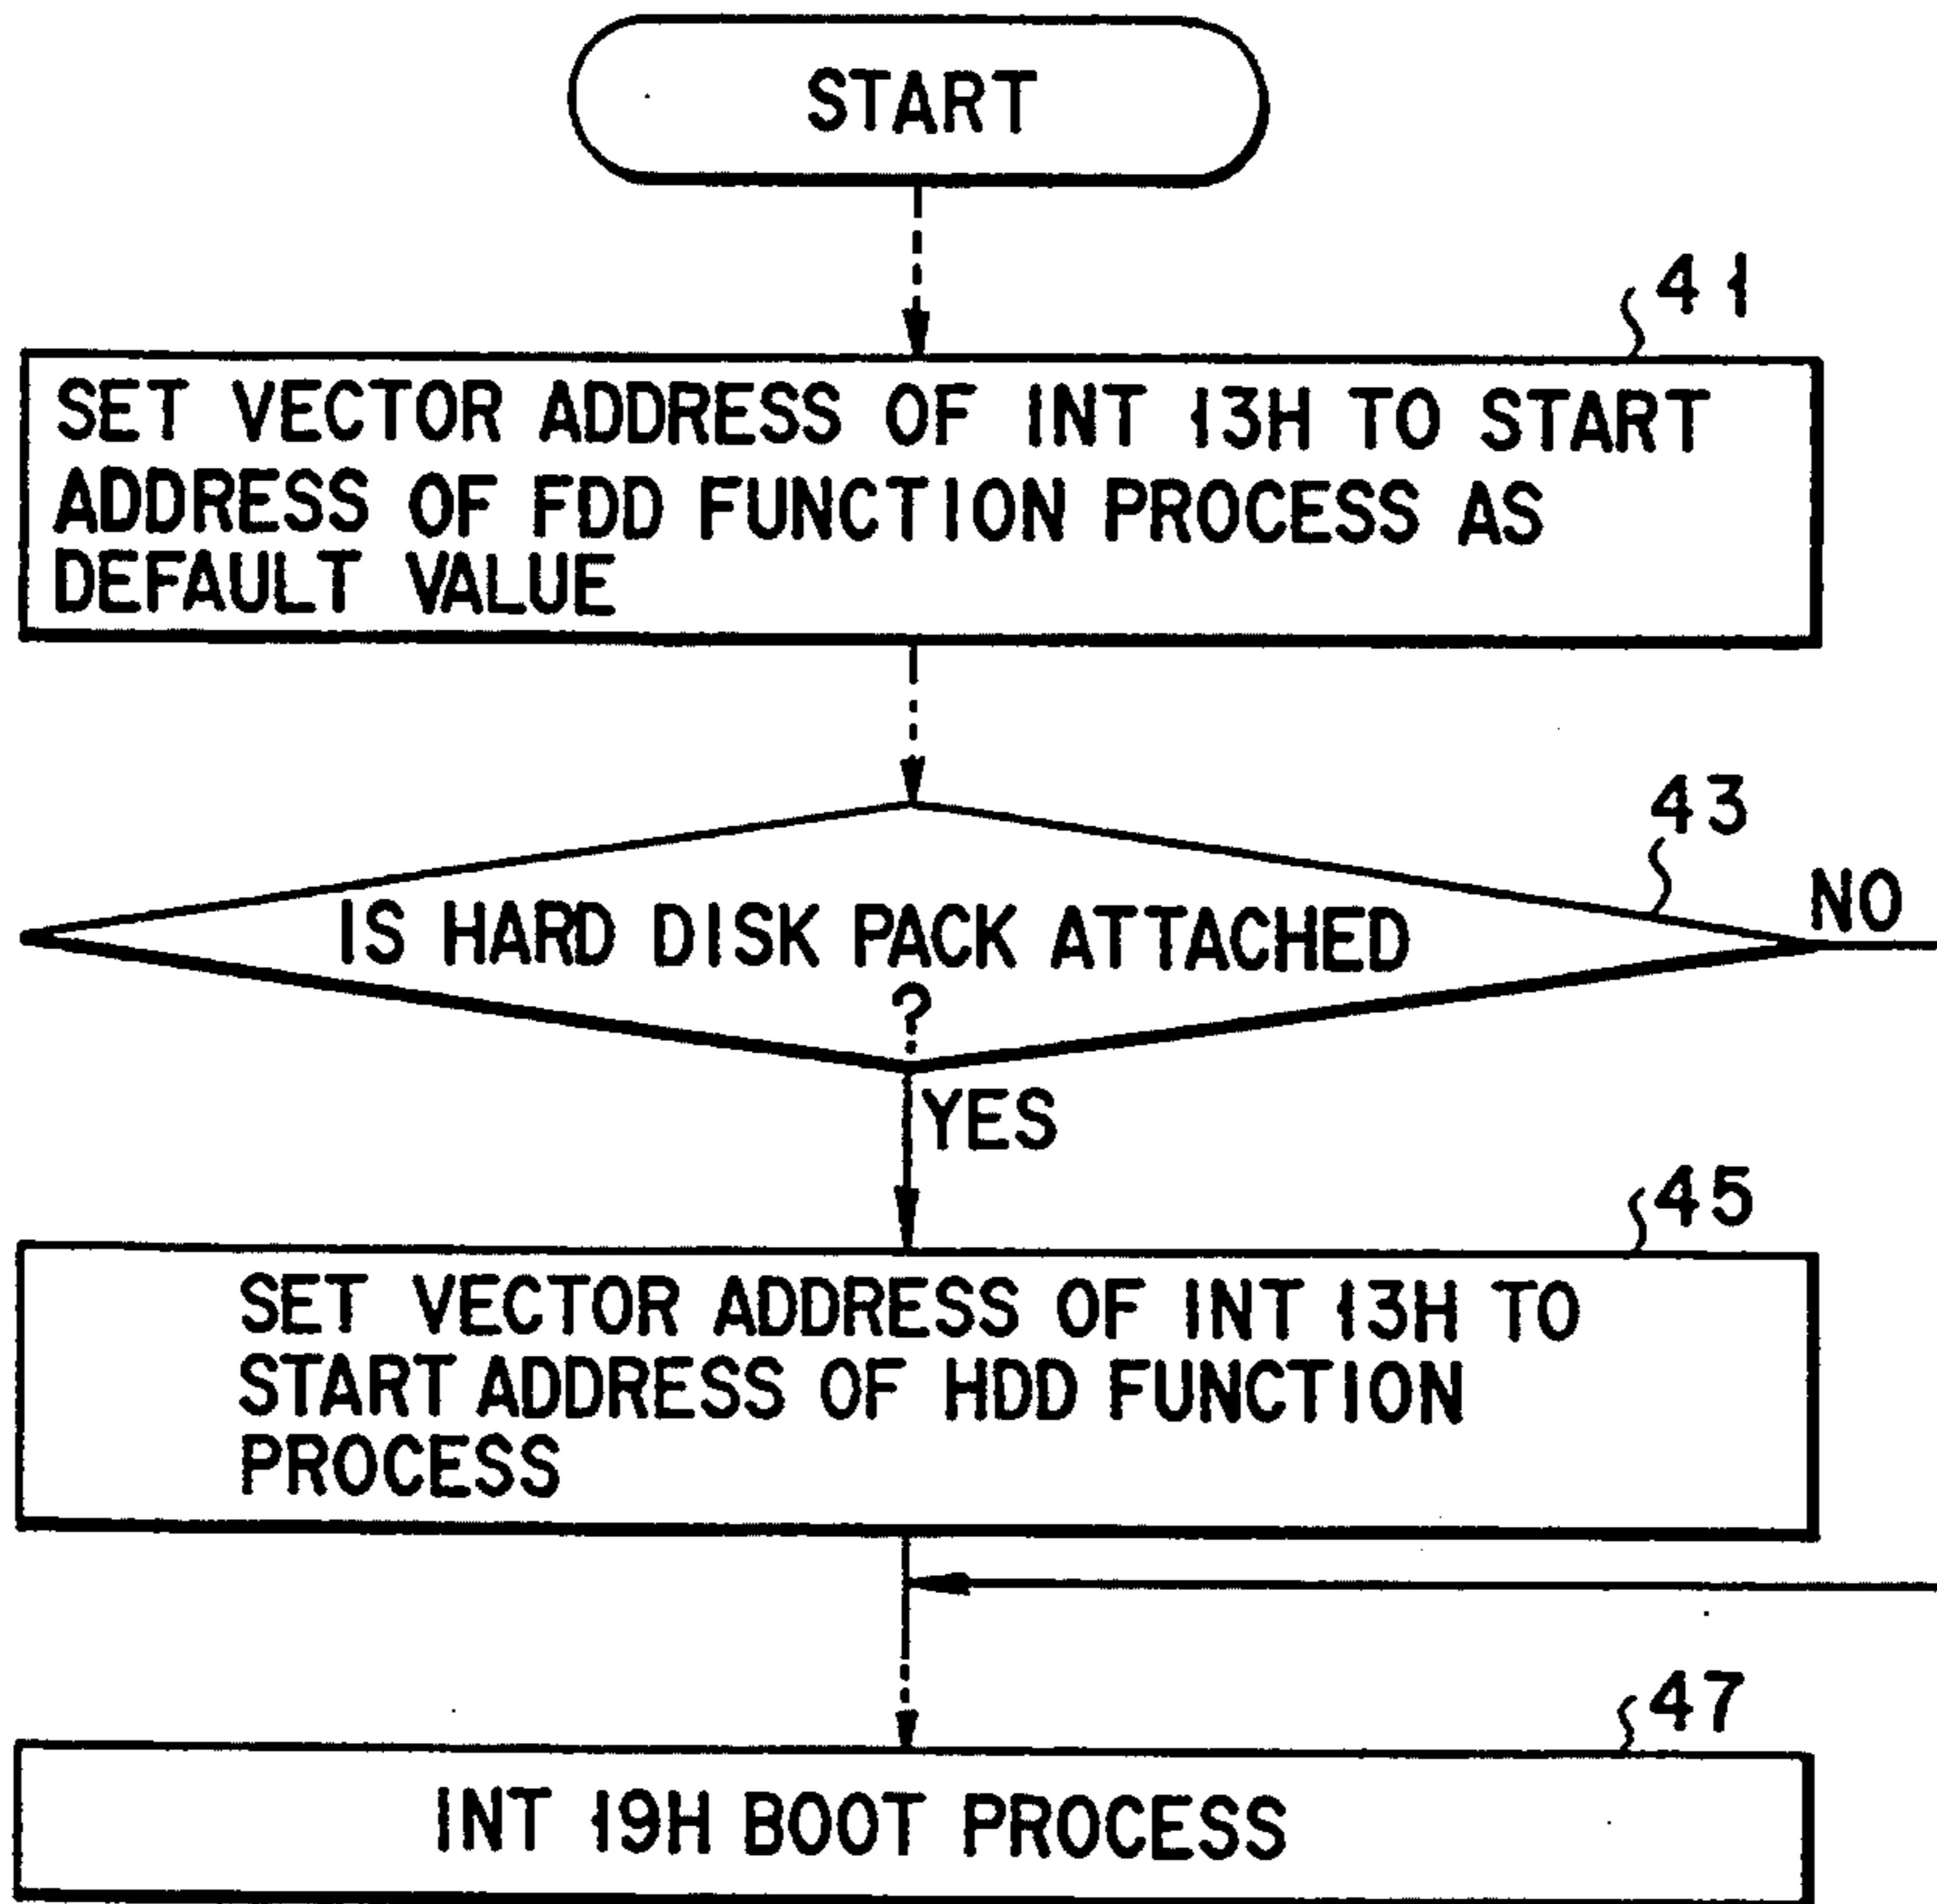 START
41
SET VECTOR ADDRESS OF INT 13H TO START
ADDRESS OF FDD FUNCTION PROCESS AS
DEFAULT VALUE
43
NO
IS HARD DISK PACK ATTACHED
?
YES
45
SET VECTOR ADDRESS OF INT 13H TO
START ADDRESS OF HDD FUNCTION
PROCESS
47
INT 19H BOOT PROCESS